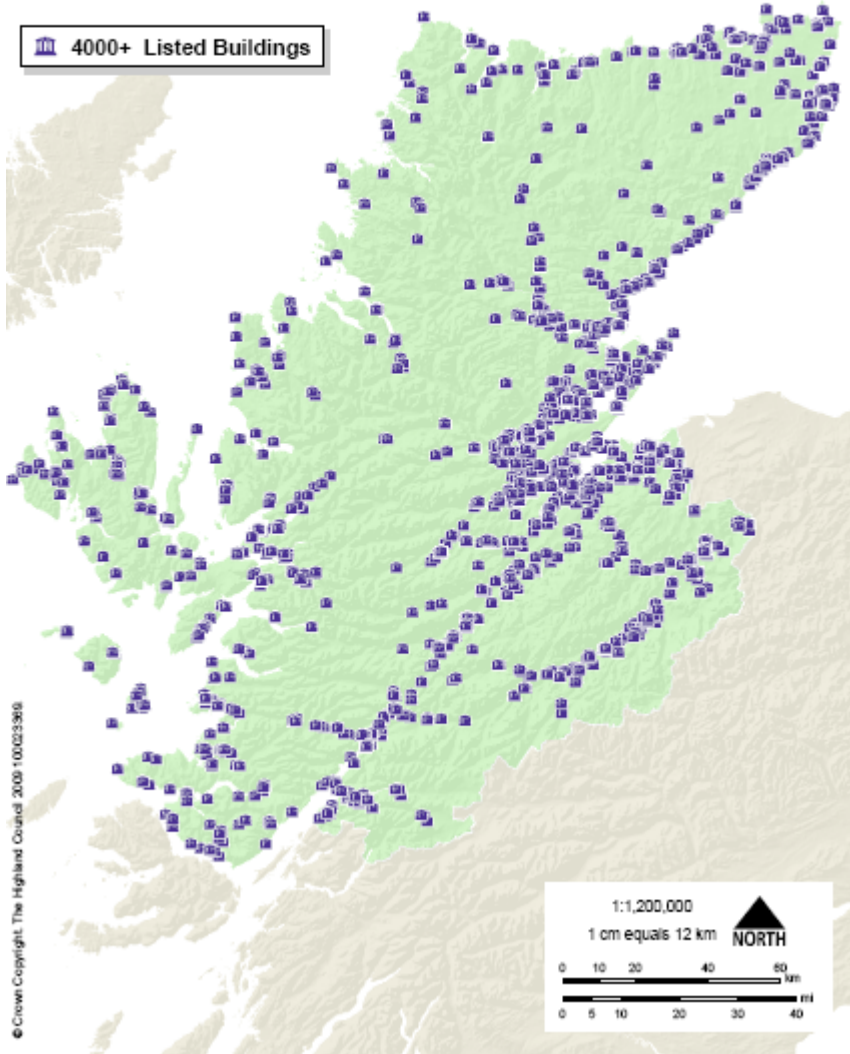 4000+ Listed Buildings
© Crown Copyright. The Highland Council 2009 100023369.
1:1,200,000
1 cm equals 12 km
NORTH
0 10 20 40 60
km
mi
0 5 10 20 30 40